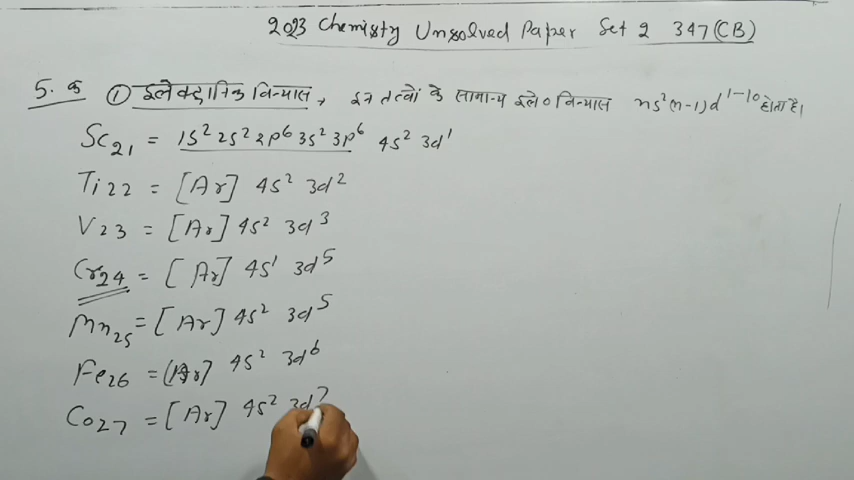 2023 Chemistry Unsolved Paper Set 2 347 (CB)
5. क ① इलेक्ट्रानिक विन्यास, इन तत्वों के सामान्य इले० विन्यास ns² (n-1)d¹⁻¹⁰ होता है।
Sc₂₁ = 1s² 2s² 2p⁶ 3s² 3p⁶ 4s² 3d¹
Ti22 = [Ar] 4s² 3d²
V23 = [Ar] 4s² 3d³
Cr24 = [Ar] 4s¹ 3d⁵
Mn₂₅ = [Ar] 4s² 3d⁵
Fe26 = [Ar] 4s² 3d⁶
Co27 = [Ar] 4s² 3d⁷